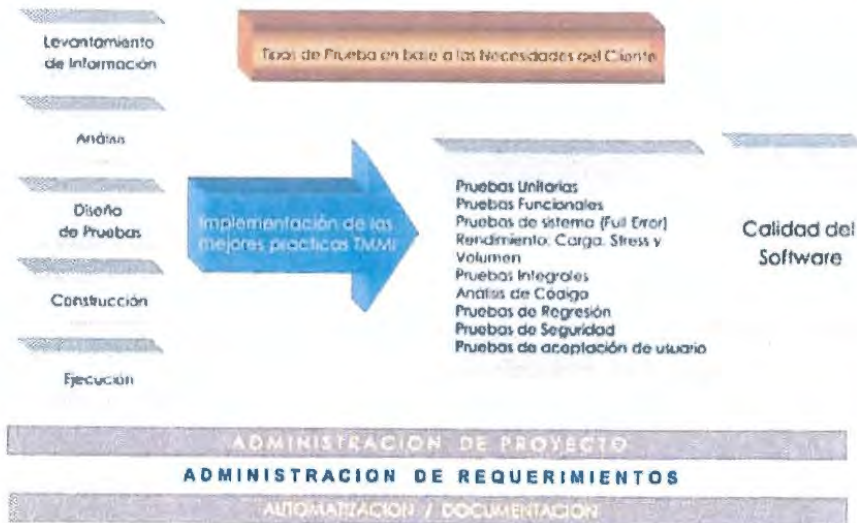 Levantamiento
de Información
Tipos de Prueba en base a las Necesidades del Cliente
Análisis
Diseño
de Pruebas
Construcción
Ejecución
Implementación de las
mejores prácticas TMMI
Pruebas Unitarias
Pruebas Funcionales
Pruebas de sistema (Full Error)
Rendimiento, Carga, Stress y
Volumen
Pruebas Integrales
Análisis de Código
Pruebas de Regresión
Pruebas de Seguridad
Pruebas de aceptación de usuario
Calidad del
Software
ADMINISTRACION DE PROYECTO
ADMINISTRACION DE REQUERIMIENTOS
AUTOMATIZACION / DOCUMENTACION